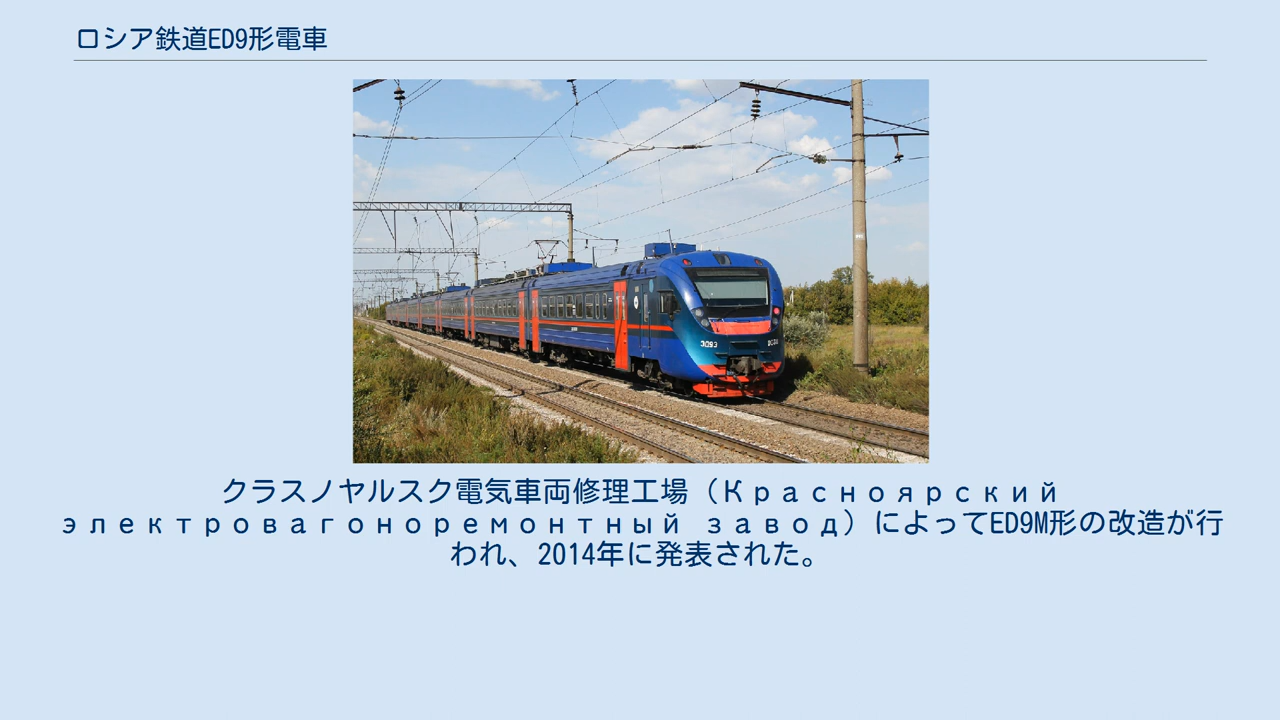 ロシア鉄道ED9形電車
クラスノヤルスク電気車両修理工場（Красноярский
электровагоноремонтный завод）によってED9M形の改造が行
われ、2014年に発表された。